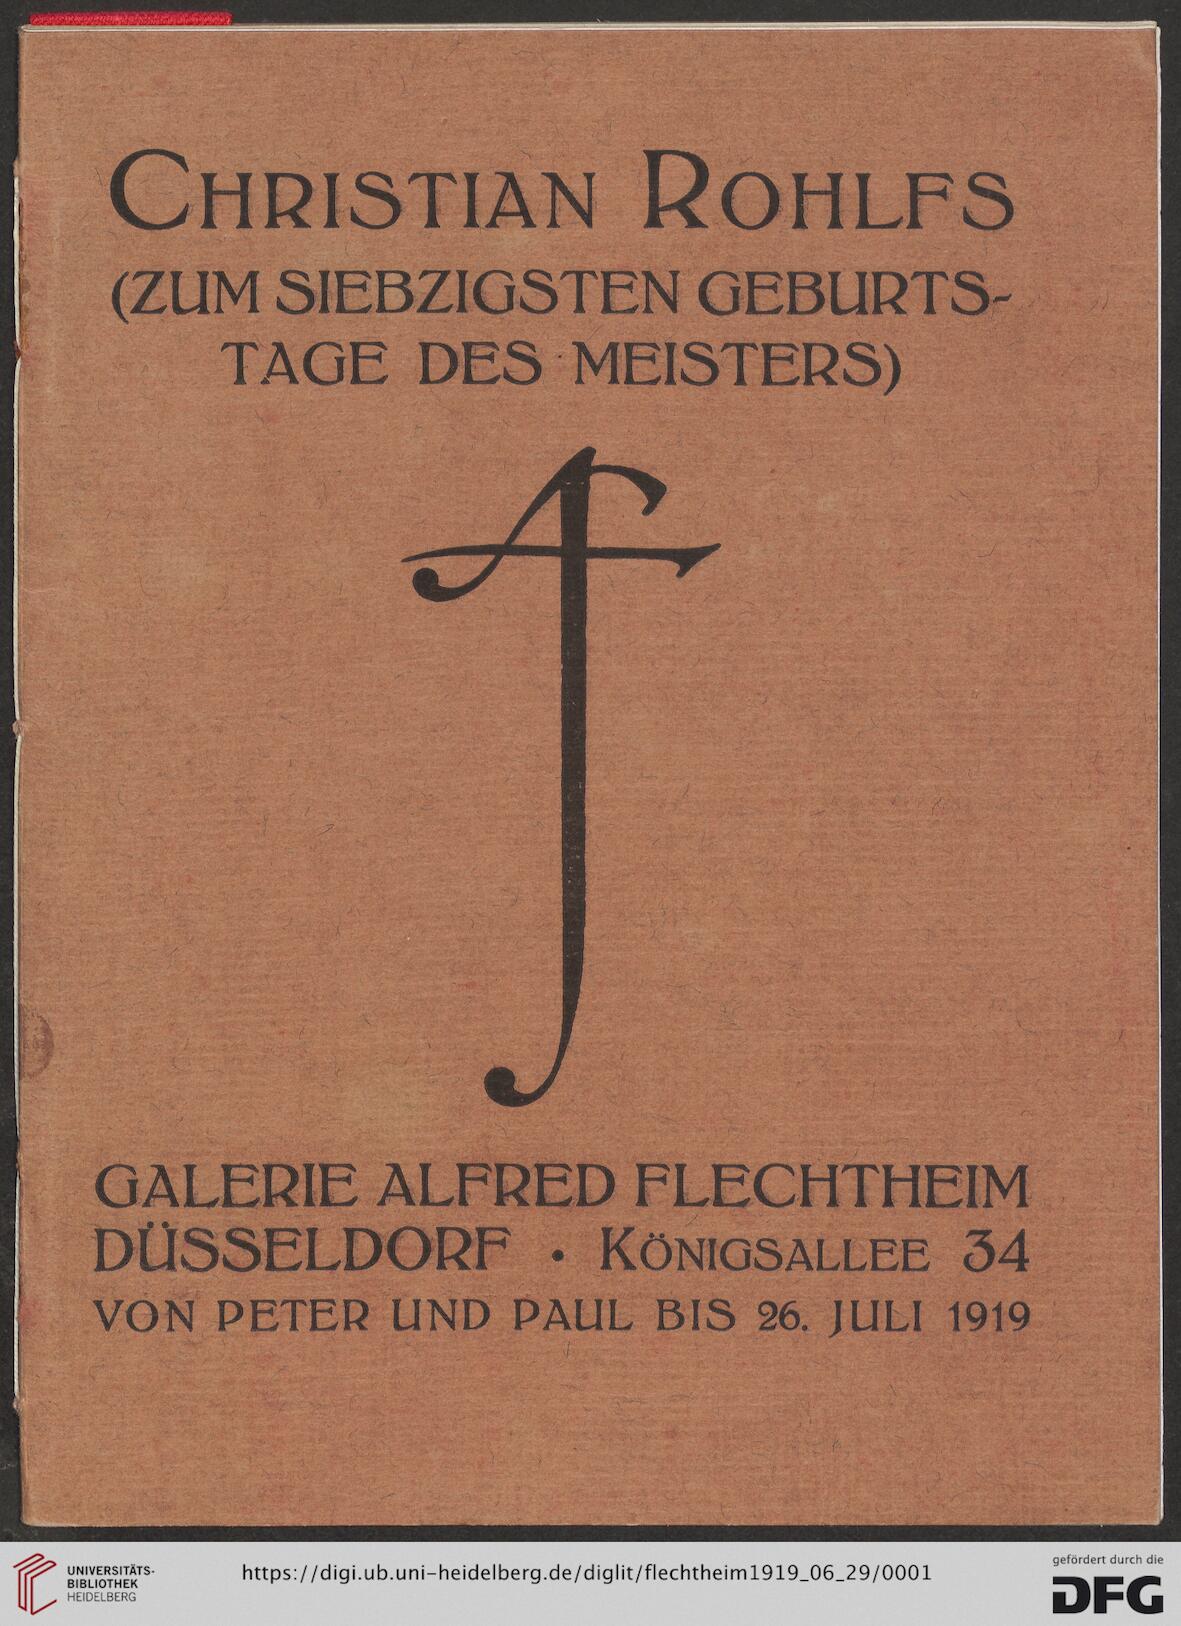 CHRISTIAN ROHLFS
(ZUM SIEBZIGSTEN GEBURTS-
TAGE DES MEISTERS)
AF
GALERIE ALFRED FLECHTHEIM
DÜSSELDORF • KÖNIGSALLEE 34
VON PETER UND PAUL BIS 26. JULI 1919
UNIVERSITÄTS-
BIBLIOTHEK
HEIDELBERG
https://digi.ub.uni-heidelberg.de/diglit/flechtheim1919_06_29/0001
gefördert durch die
DFG